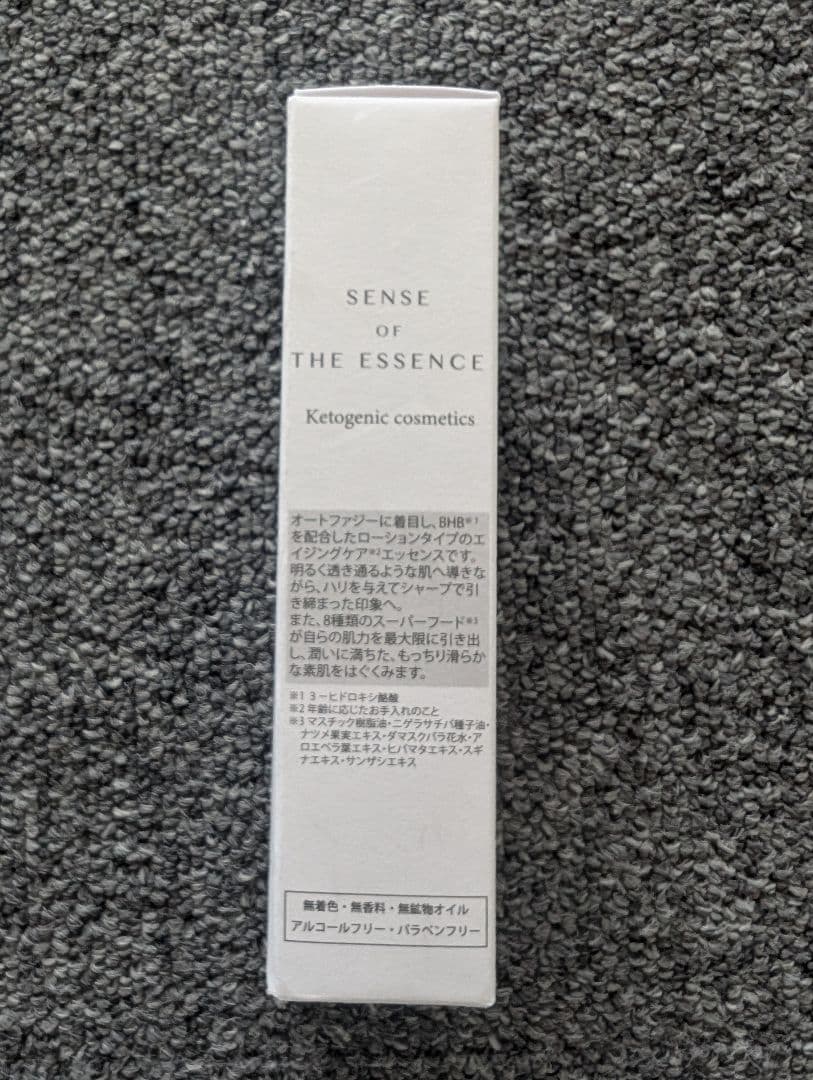 SENSE
OF
THE ESSENCE
Ketogenic cosmetics
オートファジーに着目し、BHB※1
を配合したローションタイプのエ
イジングケア※2エッセンスです。
明るく透き通るような肌へ導きな
がら、ハリを与えてシャープで引
き締まった印象へ。
また、8種類のスーパーフード※3
が自らの肌力を最大限に引き出
し、潤いに満ちた、もっちり滑らか
な素肌をはぐくみます。
※1 3－ヒドロキシ酪酸
※2 年齢に応じたお手入れのこと
※3 マスチック樹脂油・ニゲラサチバ種子油・
ナツメ果実エキス・ダマスクバラ花水・ア
ロエベラ葉エキス・ヒバマタエキス・スギ
ナエキス・サンザシエキス
無着色・無香料・無鉱物オイル
アルコールフリー・パラベンフリー